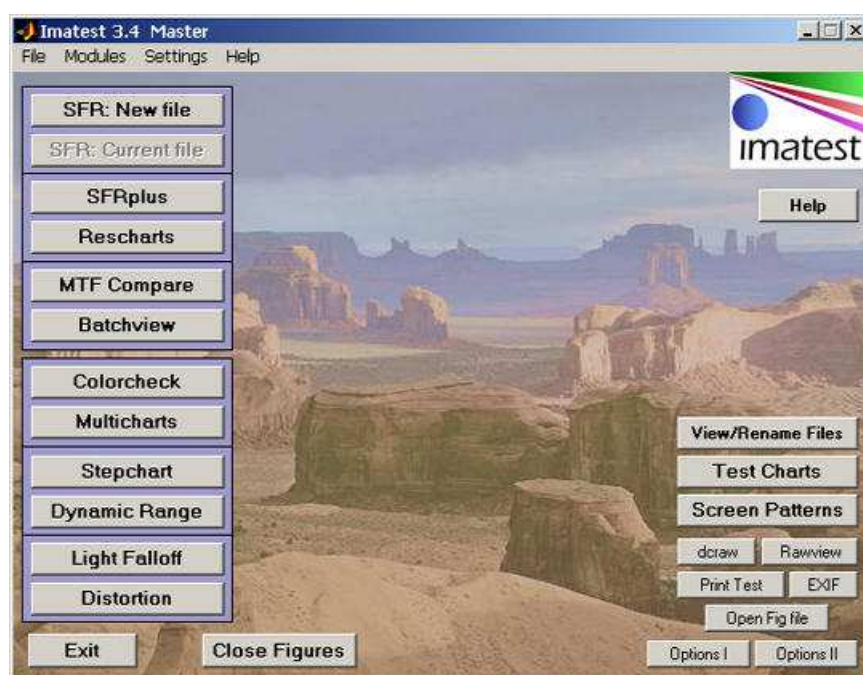 Imatest 3.4 Master
File Modules Settings Help
SFR: New file
SFR: Current file
SFRplus
Rescharts
MTF Compare
Batchview
Colorcheck
Multicharts
Stepchart
Dynamic Range
Light Falloff
Distortion
Exit
Close Figures
imatest
Help
View/Rename Files
Test Charts
Screen Patterns
dcraw Rawview
Print Test EXIF
Open Fig file
Options I Options II